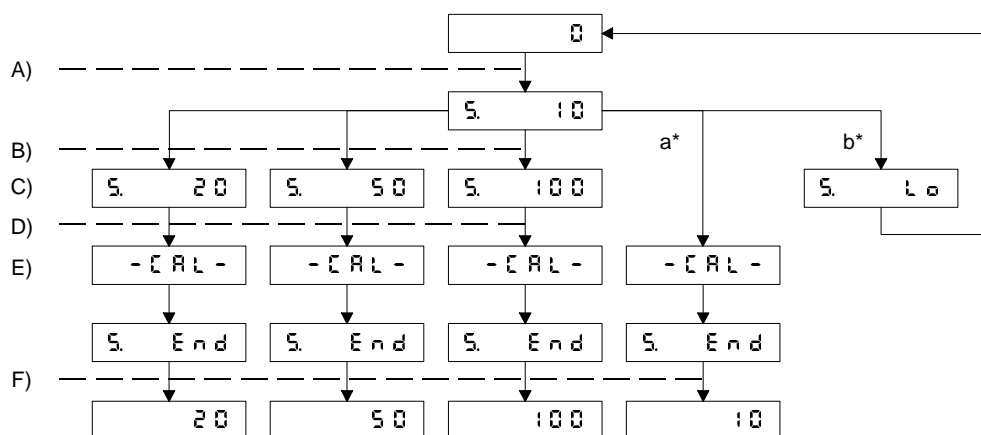 0
A)
S. 10
a* b*
B)
C) S. 20 S. 50 S. 100 S. Lo
D)
E) -CAL- -CAL- -CAL- -CAL-
S. End S. End S. End S. End
F)
20 50 100 10